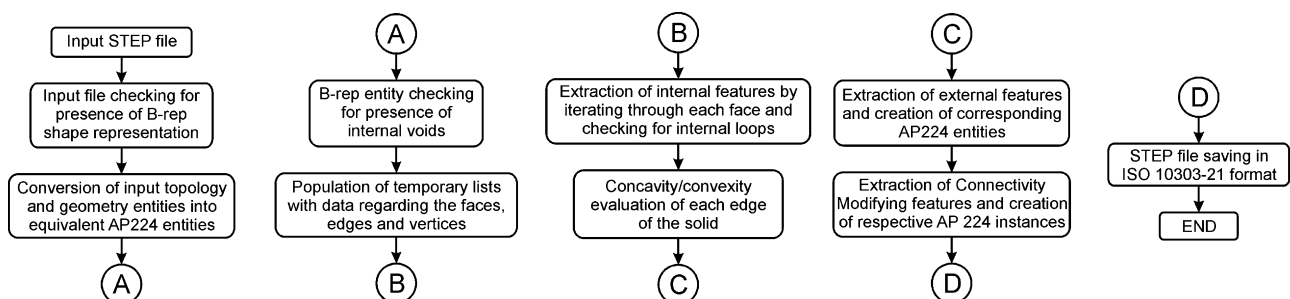 Input STEP file
Input file checking for
presence of B-rep
shape representation
Conversion of input topology
and geometry entities into
equivalent AP224 entities
A
A
B-rep entity checking
for presence of
internal voids
Population of temporary lists
with data regarding the faces,
edges and vertices
B
B
Extraction of internal features by
iterating through each face and
checking for internal loops
Concavity/convexity
evaluation of each edge
of the solid
C
C
Extraction of external features
and creation of corresponding
AP224 entities
Extraction of Connectivity
Modifying features and creation
of respective AP 224 instances
D
D
STEP file saving in
ISO 10303-21 format
END